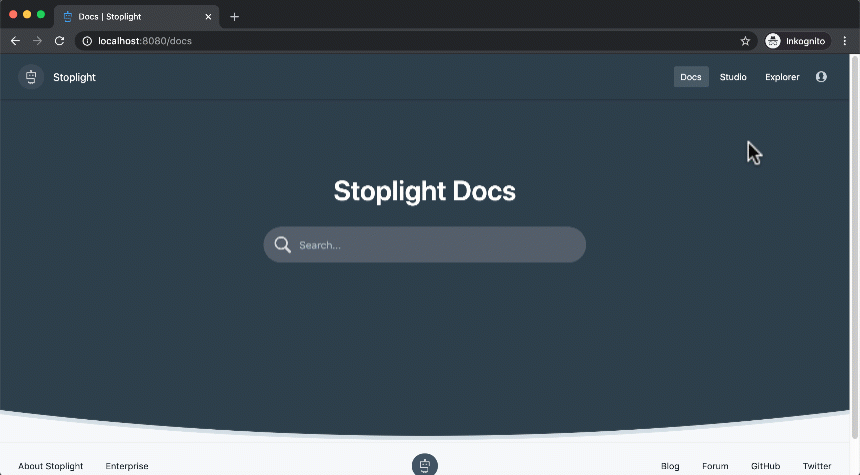 Docs | Stoplight
localhost:8080/docs
Inkognito
Stoplight
Docs
Studio
Explorer
Stoplight Docs
Search...
About Stoplight
Enterprise
Blog
Forum
GitHub
Twitter